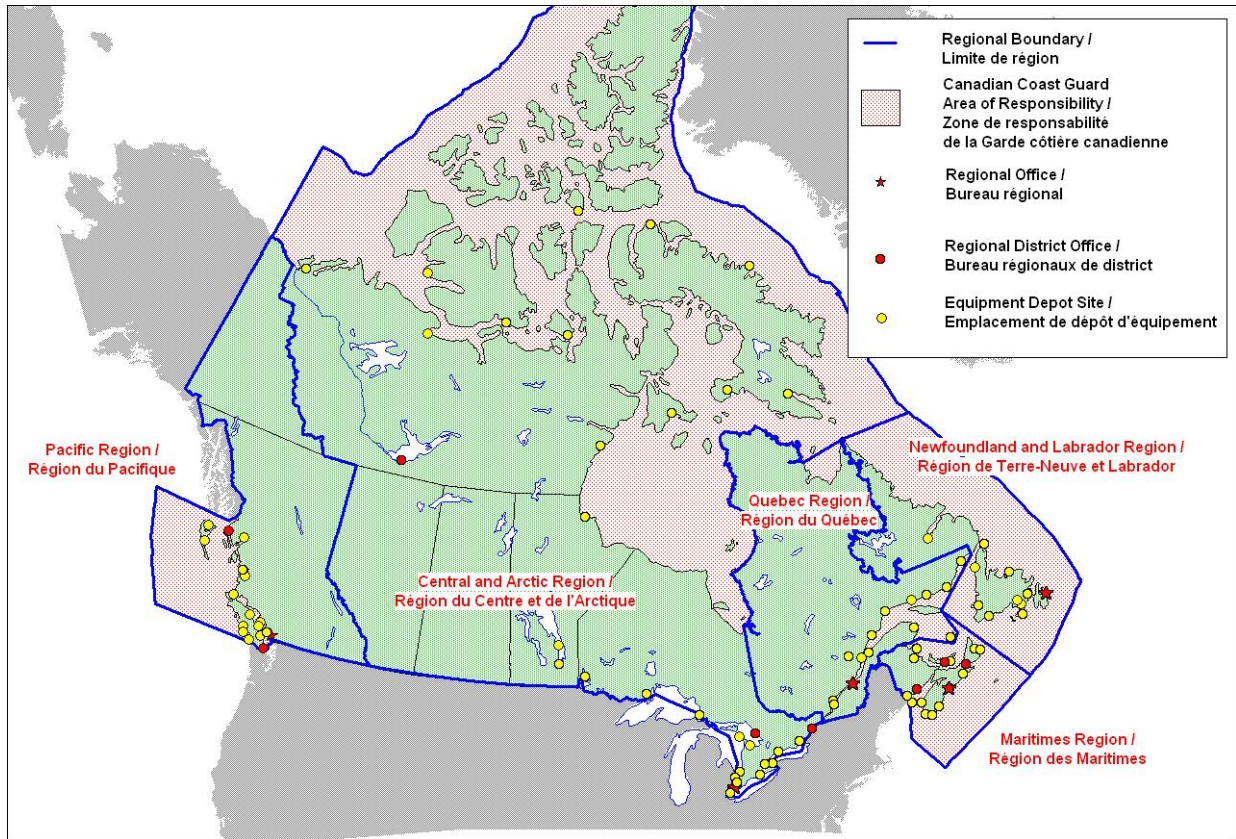 Regional Boundary /
Limite de région
Canadian Coast Guard
Area of Responsibility /
Zone de responsabilité
de la Garde côtière canadienne
Regional Office /
Bureau régional
Regional District Office /
Bureau régionaux de district
Equipment Depot Site /
Emplacement de dépôt d'équipement
Pacific Region /
Région du Pacifique
Newfoundland and Labrador Region /
Région de Terre-Neuve et Labrador
Quebec Region /
Région du Québec
Central and Arctic Region /
Région du Centre et de l'Arctique
Maritimes Region /
Région des Maritimes